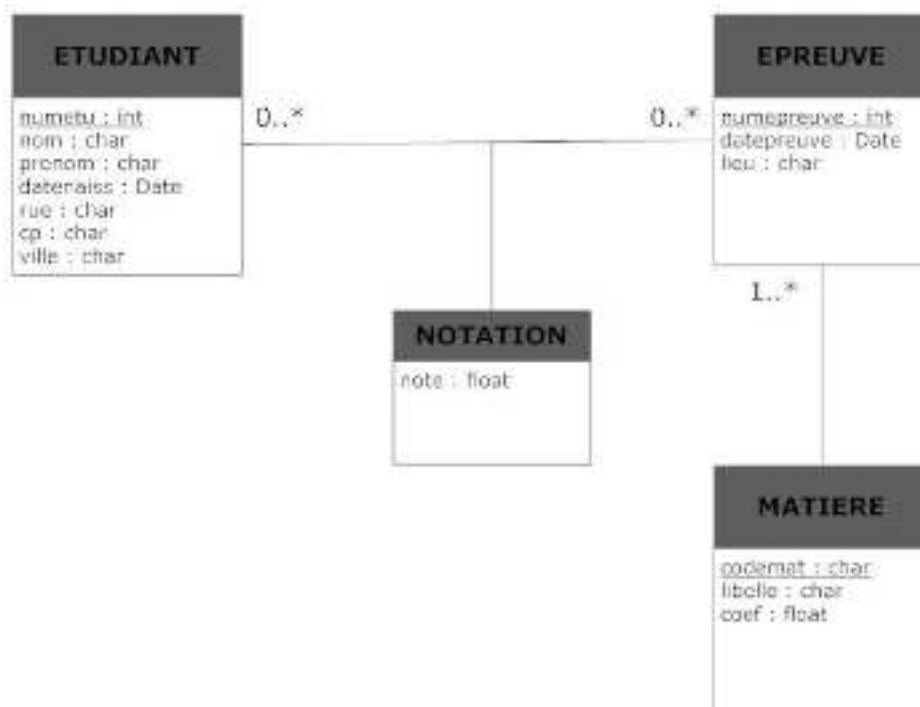 ETUDIANT
numetu : int
nom : char
prenom : char
datenaiss : Date
rue : char
cp : char
ville : char
0..*
0..*
EPREUVE
numepreuve : int
datepreuve : Date
lieu : char
1..*
NOTATION
note : float
MATIERE
codemat : char
libelle : char
coef : float